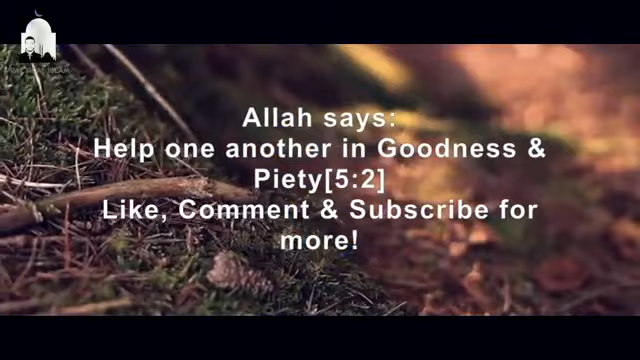 Allah says:
Help one another in Goodness &
Piety[5:2]
Like, Comment & Subscribe for
more!